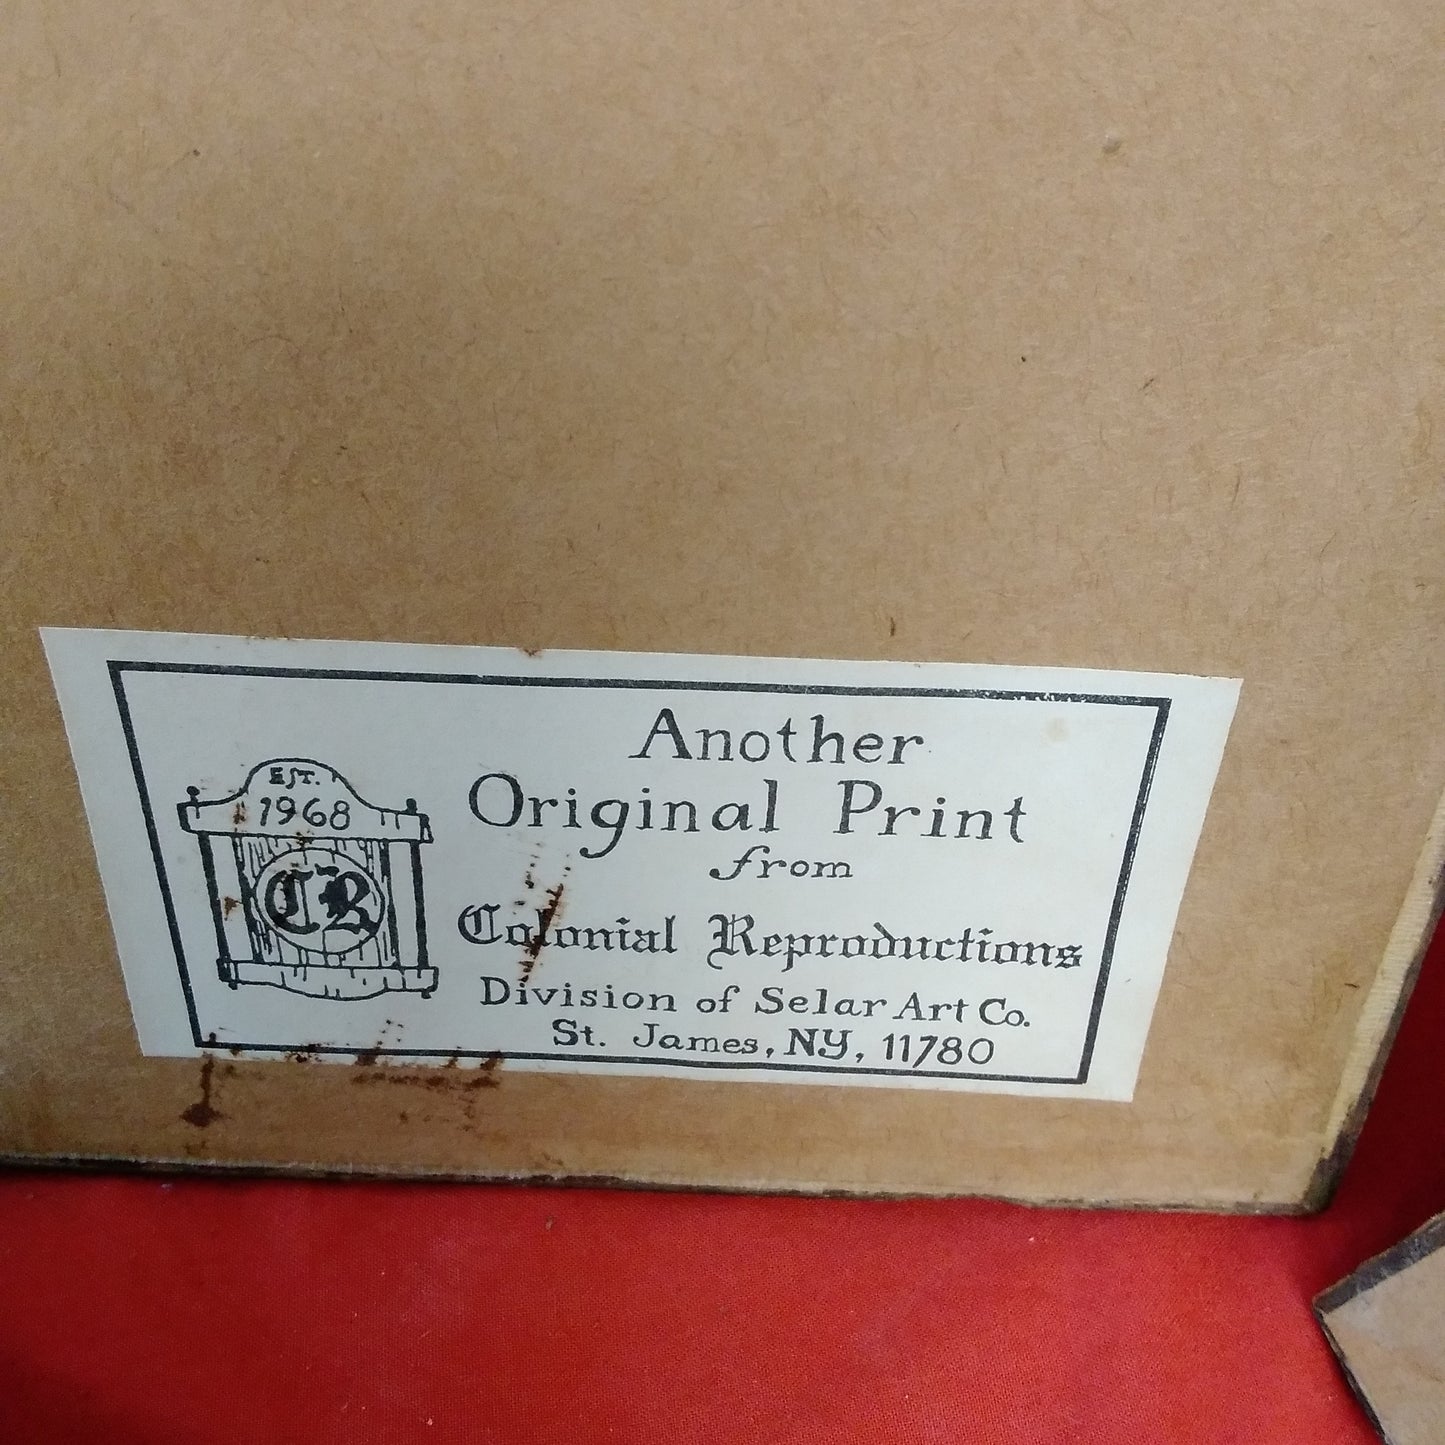 EST.
1968
CR
Another
Original Print
from
Colonial Reproductions
Division of Selar Art Co.
St. James, NY, 11780